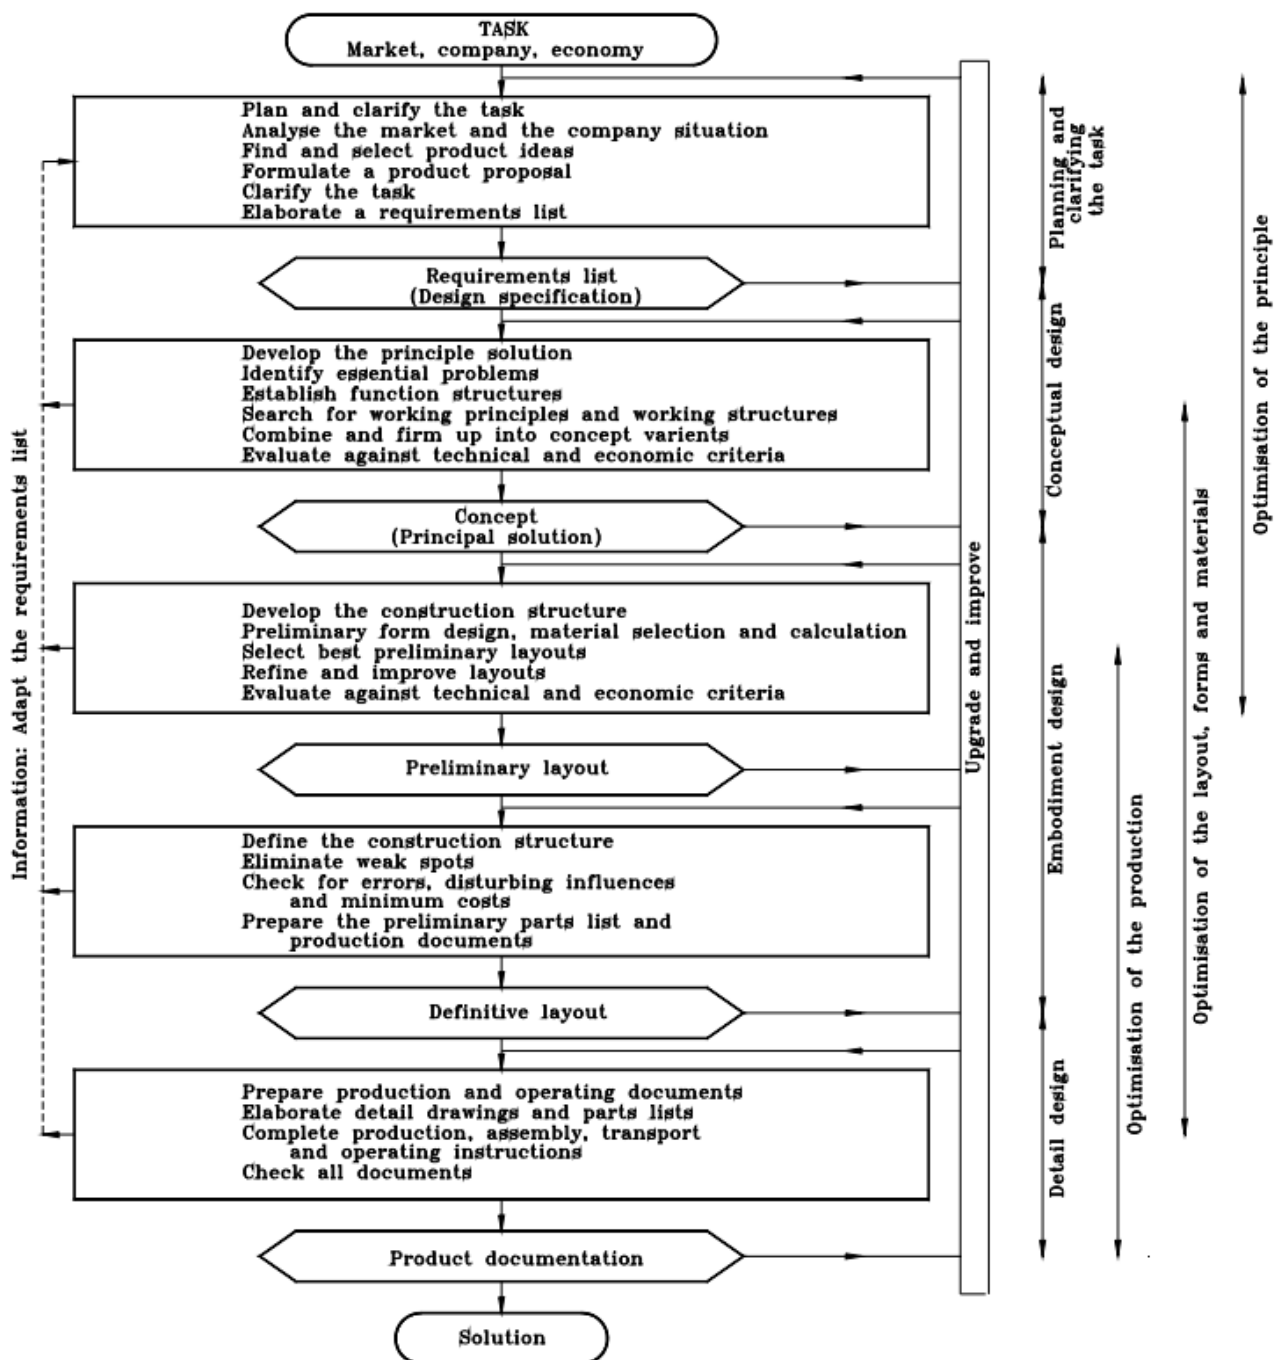 TASK
Market, company, economy
Plan and clarify the task
Analyse the market and the company situation
Find and select product ideas
Formulate a product proposal
Clarify the task
Elaborate a requirements list
Requirements list
(Design specification)
Develop the principle solution
Identify essential problems
Establish function structures
Search for working principles and working structures
Combine and firm up into concept varients
Evaluate against technical and economic criteria
Concept
(Principal solution)
Develop the construction structure
Preliminary form design, material selection and calculation
Select best preliminary layouts
Refine and improve layouts
Evaluate against technical and economic criteria
Preliminary layout
Define the construction structure
Eliminate weak spots
Check for errors, disturbing influences
and minimum costs
Prepare the preliminary parts list and
production documents
Definitive layout
Prepare production and operating documents
Elaborate detail drawings and parts lists
Complete production, assembly, transport
and operating instructions
Check all documents
Product documentation
Solution
Information: Adapt the requirements list
Upgrade and improve
Planning and
clarifying
the task
Conceptual design
Embodiment design
Detail design
Optimisation of the production
Optimisation of the layout, forms and materials
Optimisation of the principle